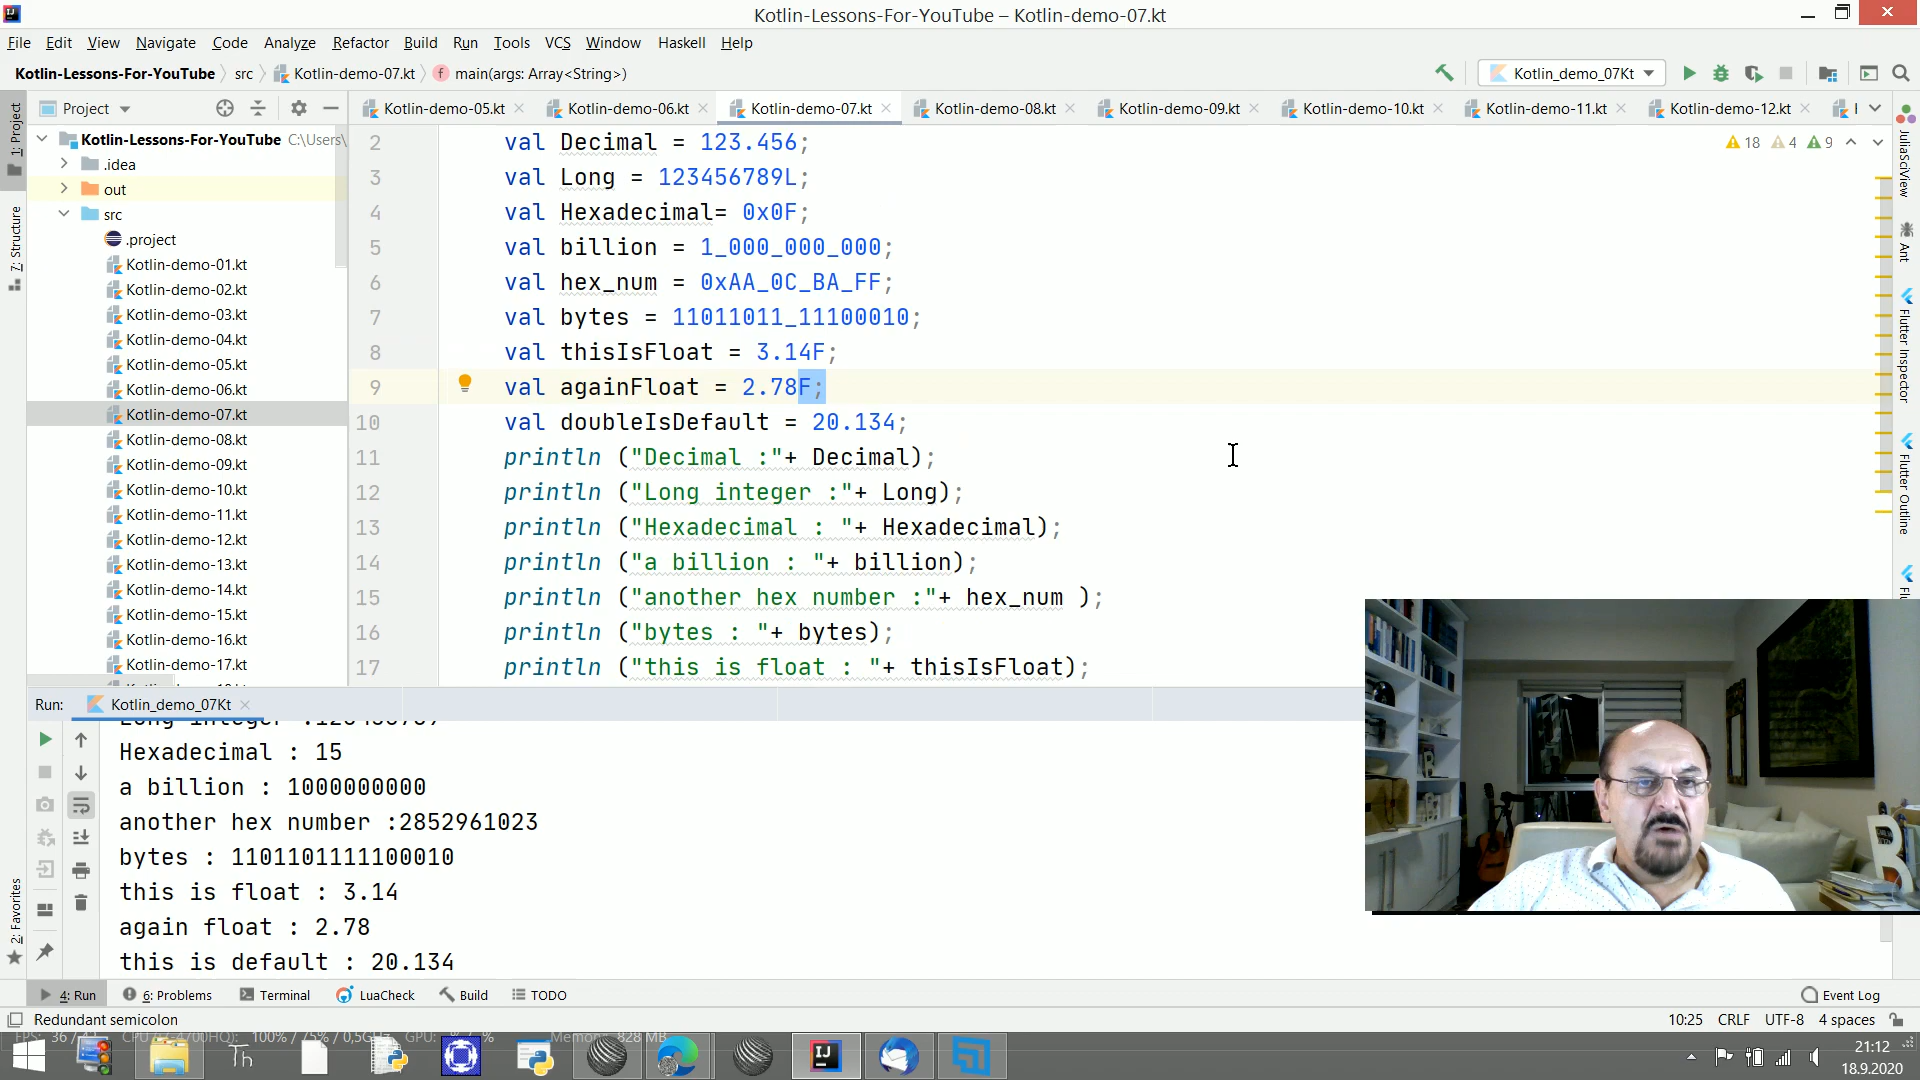 Kotlin-Lessons-For-YouTube – Kotlin-demo-07.kt
File Edit View Navigate Code Analyze Refactor Build Run Tools VCS Window Haskell Help
Kotlin-Lessons-For-YouTube src Kotlin-demo-07.kt main(args: Array<String>)
Kotlin_demo_07Kt
Project
Kotlin-demo-05.kt Kotlin-demo-06.kt Kotlin-demo-07.kt Kotlin-demo-08.kt Kotlin-demo-09.kt Kotlin-demo-10.kt Kotlin-demo-11.kt Kotlin-demo-12.kt
1: Project
7: Structure
2: Favorites
Kotlin-Lessons-For-YouTube C:\Users\
.idea
out
src
.project
Kotlin-demo-01.kt
Kotlin-demo-02.kt
Kotlin-demo-03.kt
Kotlin-demo-04.kt
Kotlin-demo-05.kt
Kotlin-demo-06.kt
Kotlin-demo-07.kt
Kotlin-demo-08.kt
Kotlin-demo-09.kt
Kotlin-demo-10.kt
Kotlin-demo-11.kt
Kotlin-demo-12.kt
Kotlin-demo-13.kt
Kotlin-demo-14.kt
Kotlin-demo-15.kt
Kotlin-demo-16.kt
Kotlin-demo-17.kt
2 val Decimal = 123.456;
3 val Long = 123456789L;
4 val Hexadecimal= 0x0F;
5 val billion = 1_000_000_000;
6 val hex_num = 0xAA_0C_BA_FF;
7 val bytes = 11011011_11100010;
8 val thisIsFloat = 3.14F;
9 val againFloat = 2.78F;
10 val doubleIsDefault = 20.134;
11 println ("Decimal :"+ Decimal);
12 println ("Long integer :"+ Long);
13 println ("Hexadecimal : "+ Hexadecimal);
14 println ("a billion : "+ billion);
15 println ("another hex number :"+ hex_num );
16 println ("bytes : "+ bytes);
17 println ("this is float : "+ thisIsFloat);
18 4 9
JuliaSciView
Ant
Flutter Inspector
Flutter Outline
Run: Kotlin_demo_07Kt
Long integer :123456789
Hexadecimal : 15
a billion : 1000000000
another hex number :2852961023
bytes : 1101101111100010
this is float : 3.14
again float : 2.78
this is default : 20.134
4: Run 6: Problems Terminal LuaCheck Build TODO Event Log
Redundant semicolon 10:25 CRLF UTF-8 4 spaces
21:12
18.9.2020